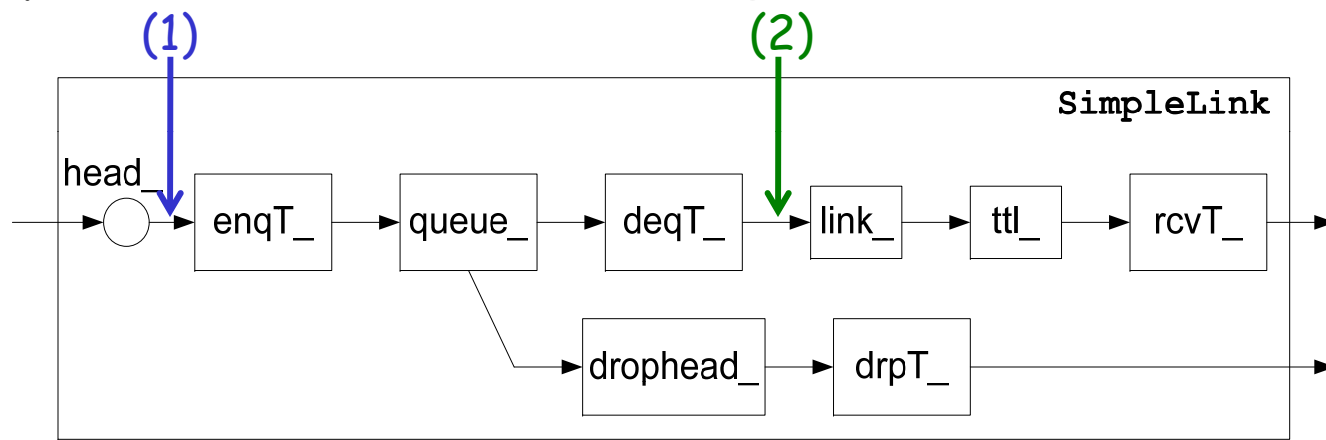 (1)
(2)
SimpleLink
head_
enqT_
queue_
deqT_
link_
ttl_
rcvT_
drophead_
drpT_